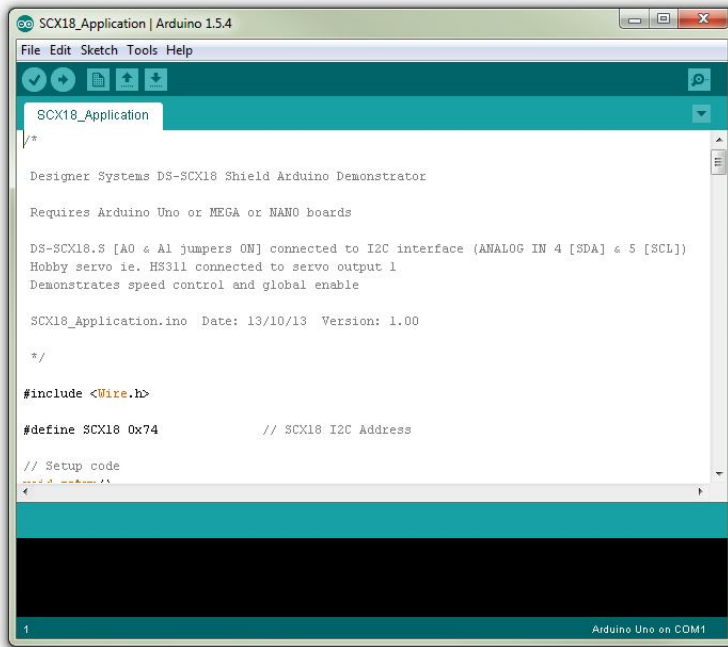 SCX18_Application | Arduino 1.5.4
File Edit Sketch Tools Help
SCX18_Application
/*
Designer Systems DS-SCX18 Shield Arduino Demonstrator
Requires Arduino Uno or MEGA or NANO boards
DS-SCX18.S [A0 & A1 jumpers ON] connected to I2C interface (ANALOG IN 4 [SDA] & 5 [SCL])
Hobby servo ie. HS311 connected to servo output 1
Demonstrates speed control and global enable
SCX18_Application.ino Date: 13/10/13 Version: 1.00
*/
#include <Wire.h>
#define SCX18 0x74 // SCX18 I2C Address
// Setup code
void setup()
1 Arduino Uno on COM1